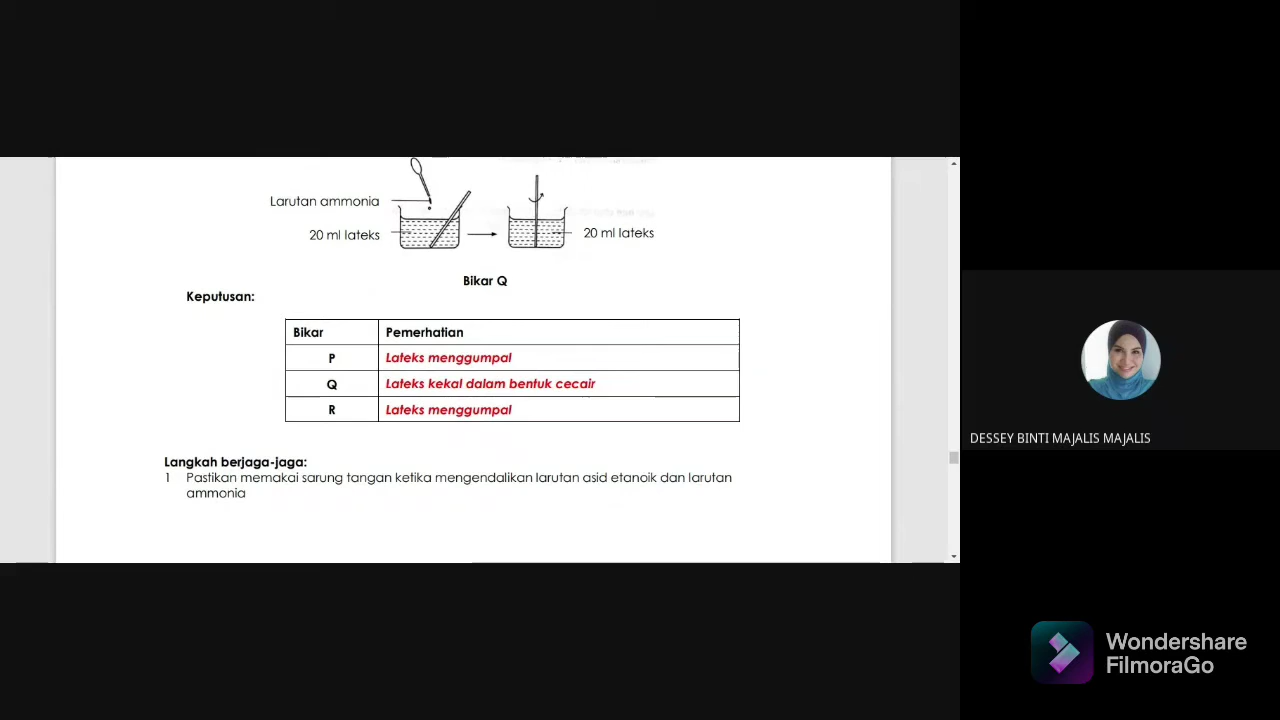 Larutan ammonia
20 ml lateks
20 ml lateks
Bikar Q
Keputusan:
Bikar Pemerhatian
P Lateks menggumpal
Q Lateks kekal dalam bentuk cecair
R Lateks menggumpal
Langkah berjaga-jaga:
1 Pastikan memakai sarung tangan ketika mengendalikan larutan asid etanoik dan larutan
ammonia
DESSEY BINTI MAJALIS MAJALIS
Wondershare
FilmoraGo